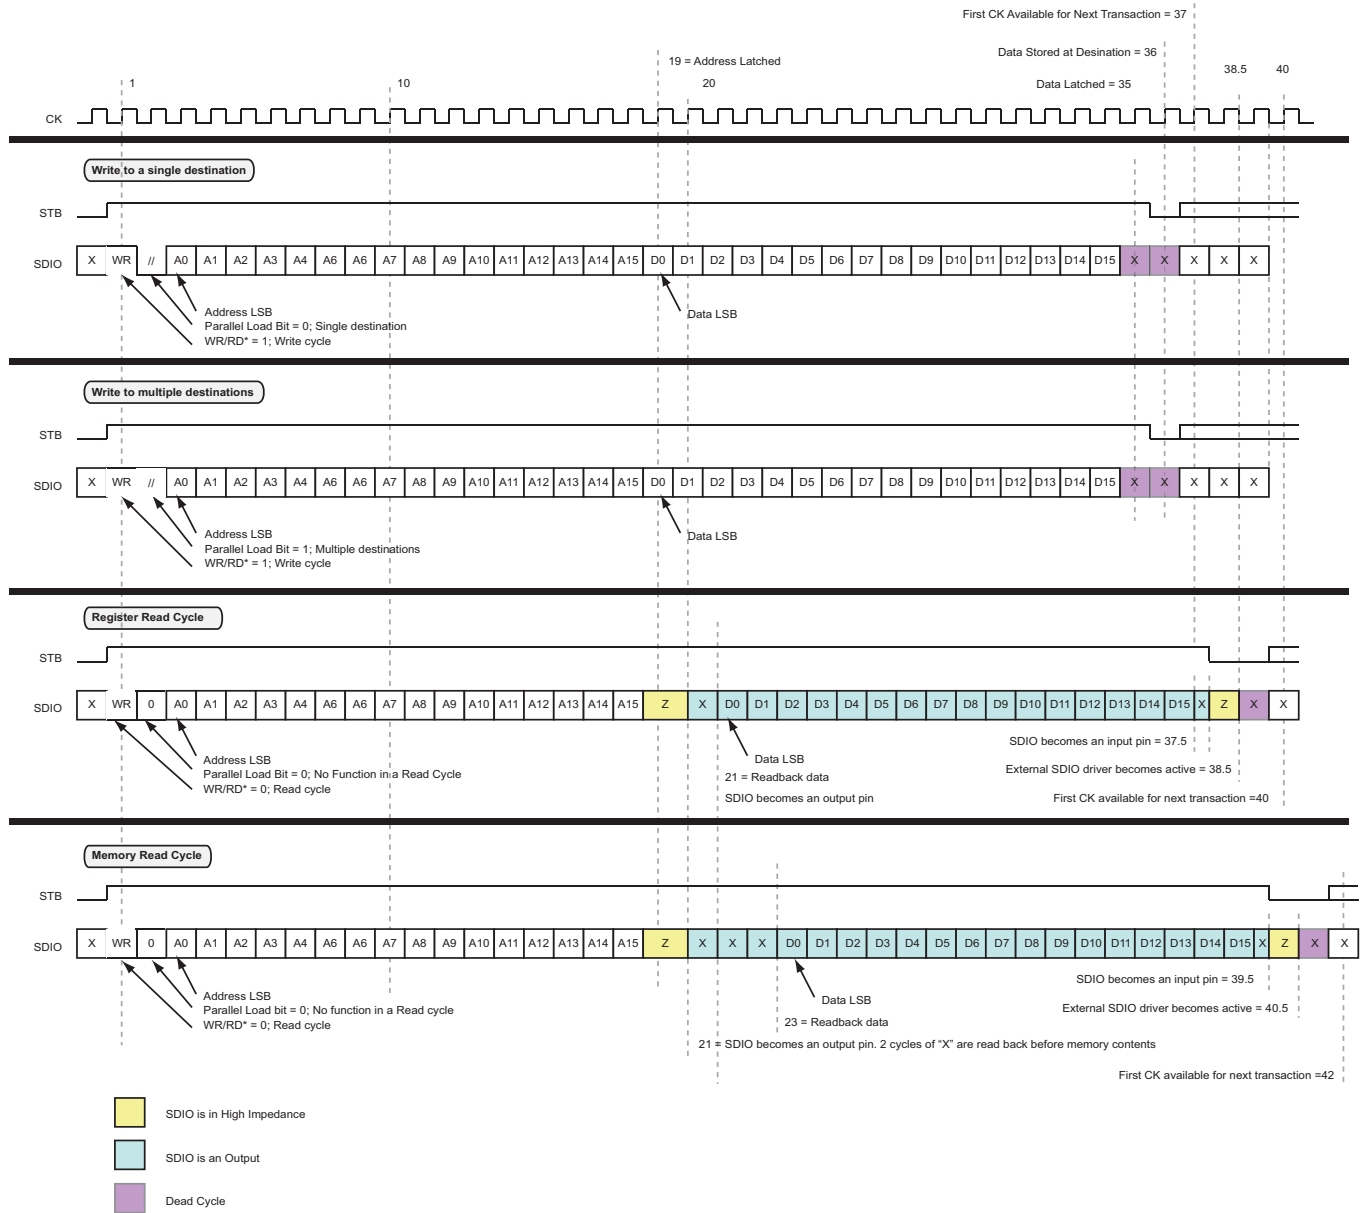 First CK Available for Next Transaction = 37
Data Stored at Desination = 36
19 = Address Latched
38.5 40
1 10 20 Data Latched = 35
CK
Write to a single destination
STB
SDIO X WR // A0 A1 A2 A3 A4 A6 A6 A7 A8 A9 A10 A11 A12 A13 A14 A15 D0 D1 D2 D3 D4 D5 D6 D7 D8 D9 D10 D11 D12 D13 D14 D15 X X X X X
Address LSB
Parallel Load Bit = 0; Single destination
WR/RD* = 1; Write cycle
Data LSB
Write to multiple destinations
STB
SDIO X WR // A0 A1 A2 A3 A4 A6 A6 A7 A8 A9 A10 A11 A12 A13 A14 A15 D0 D1 D2 D3 D4 D5 D6 D7 D8 D9 D10 D11 D12 D13 D14 D15 X X X X X
Address LSB
Parallel Load Bit = 1; Multiple destinations
WR/RD* = 1; Write cycle
Data LSB
Register Read Cycle
STB
SDIO X WR 0 A0 A1 A2 A3 A4 A6 A6 A7 A8 A9 A10 A11 A12 A13 A14 A15 Z X D0 D1 D2 D3 D4 D5 D6 D7 D8 D9 D10 D11 D12 D13 D14 D15 X Z X X
Address LSB
Parallel Load Bit = 0; No Function in a Read Cycle
WR/RD* = 0; Read cycle
Data LSB
21 = Readback data
SDIO becomes an output pin
SDIO becomes an input pin = 37.5
External SDIO driver becomes active = 38.5
First CK available for next transaction =40
Memory Read Cycle
STB
SDIO X WR 0 A0 A1 A2 A3 A4 A6 A6 A7 A8 A9 A10 A11 A12 A13 A14 A15 Z X X X D0 D1 D2 D3 D4 D5 D6 D7 D8 D9 D10 D11 D12 D13 D14 D15 X Z X X
Address LSB
Parallel Load bit = 0; No function in a Read cycle
WR/RD* = 0; Read cycle
Data LSB
23 = Readback data
SDIO becomes an input pin = 39.5
External SDIO driver becomes active = 40.5
21 = SDIO becomes an output pin. 2 cycles of “X” are read back before memory contents
First CK available for next transaction =42
SDIO is in High Impedance
SDIO is an Output
Dead Cycle